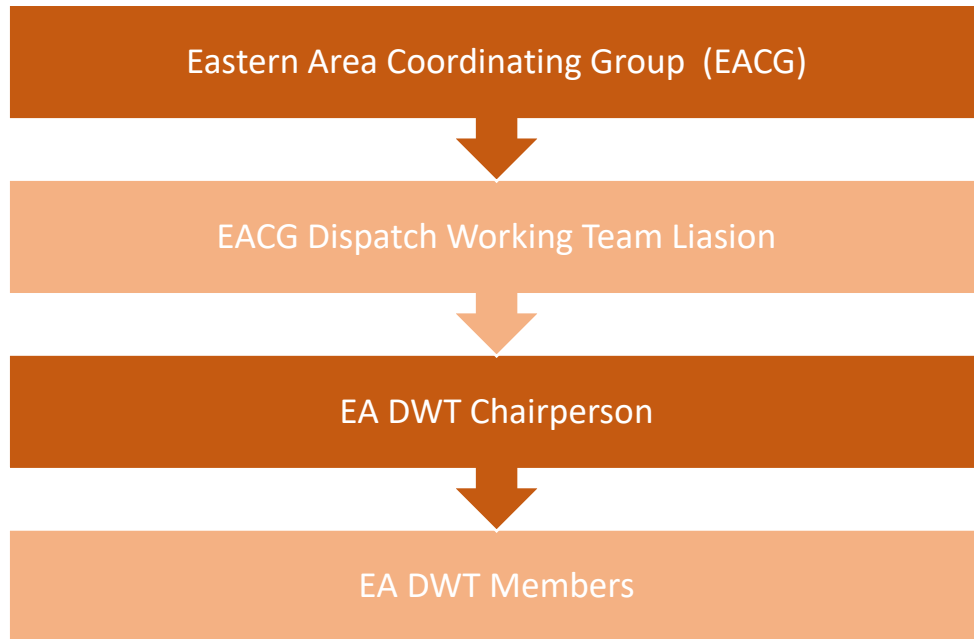 Eastern Area Coordinating Group  (EACG)
EACG Dispatch Working Team Liasion
EA DWT Chairperson
EA DWT Members